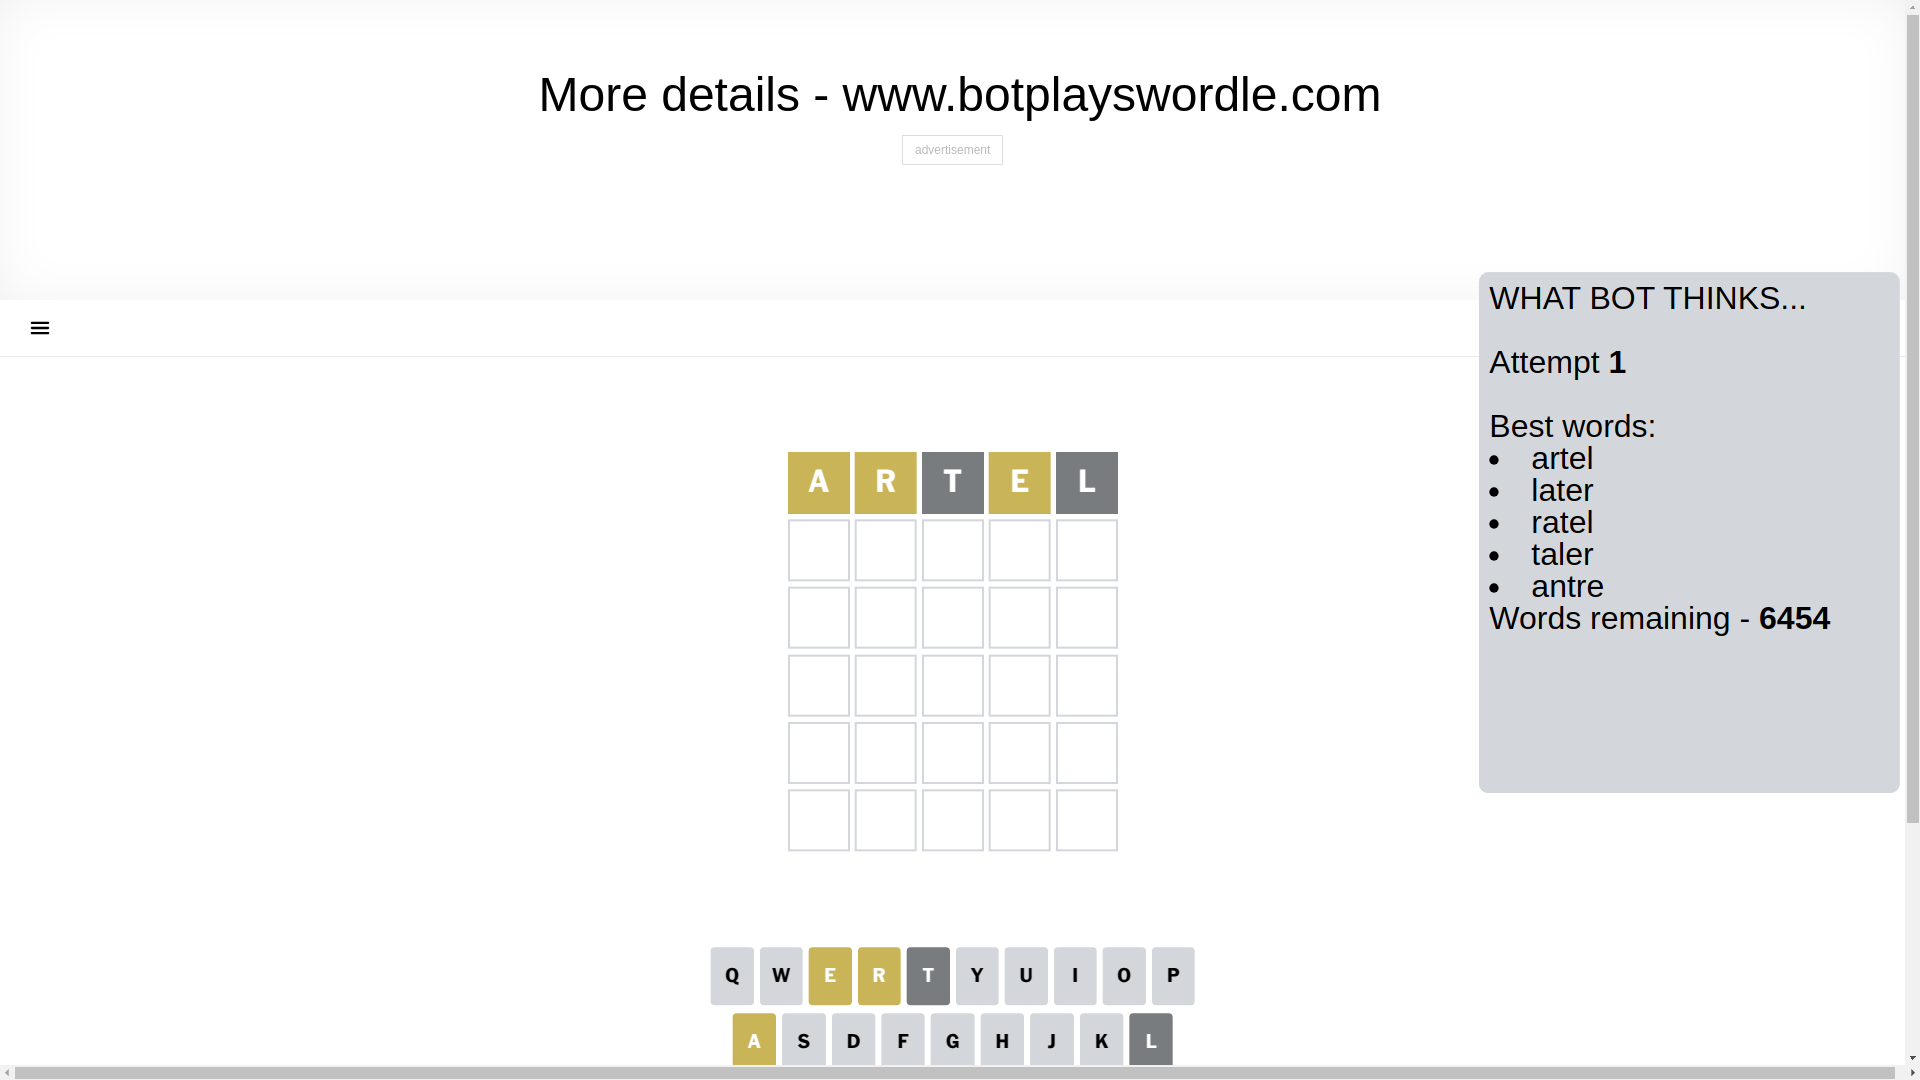 More details - www.botplayswordle.com
advertisement
WHAT BOT THINKS...
Attempt 1
Best words:
artel
later
ratel
taler
antre
Words remaining - 6454
A R T E L
Q W E R T Y U I O P
A S D F G H J K L